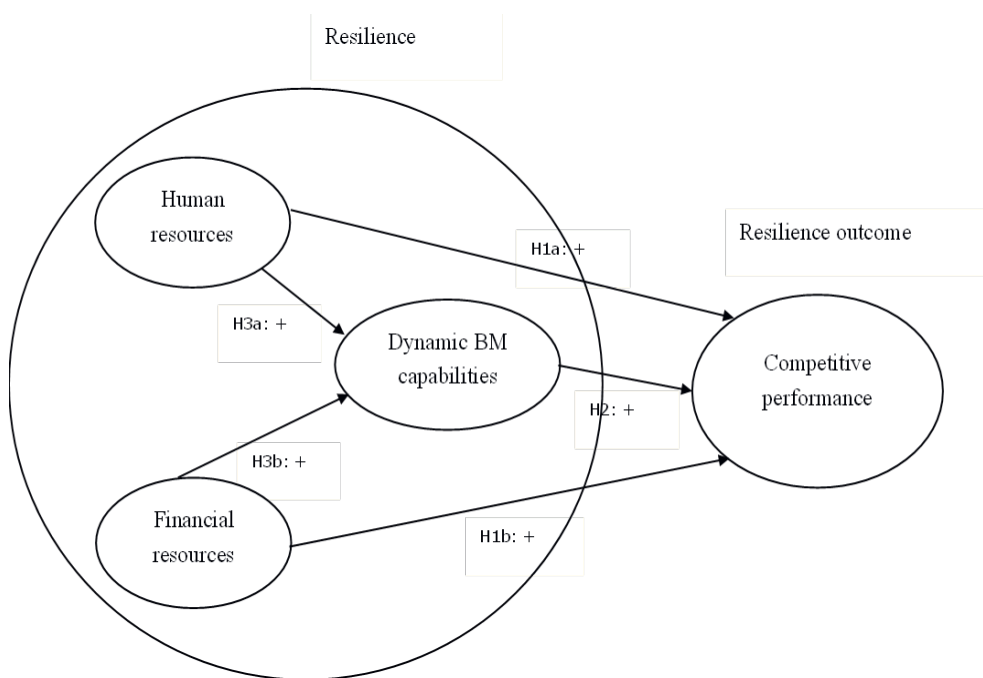 Resilience
Human
resources
H1a: +
Resilience outcome
H3a: +
Dynamic BM
capabilities
Competitive
performance
H2: +
H3b: +
Financial
resources
H1b: +